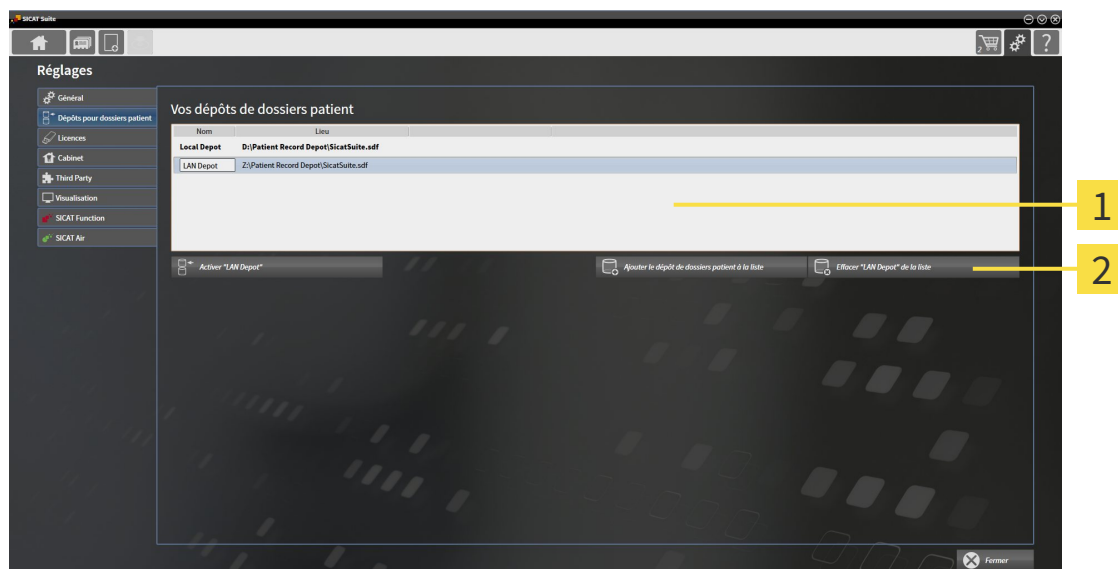 SICAT Suite
2
?
Réglages
Général
Dépôts pour dossiers patient
Licences
Cabinet
Third Party
Visualisation
SICAT Function
SICAT Air
Vos dépôts de dossiers patient
Nom Lieu
Local Depot D:\Patient Record Depot\SicatSuite.sdf
LAN Depot Z:\Patient Record Depot\SicatSuite.sdf
1
Activer "LAN Depot" Ajouter le dépôt de dossiers patient à la liste Effacer "LAN Depot" de la liste
2
Fermer